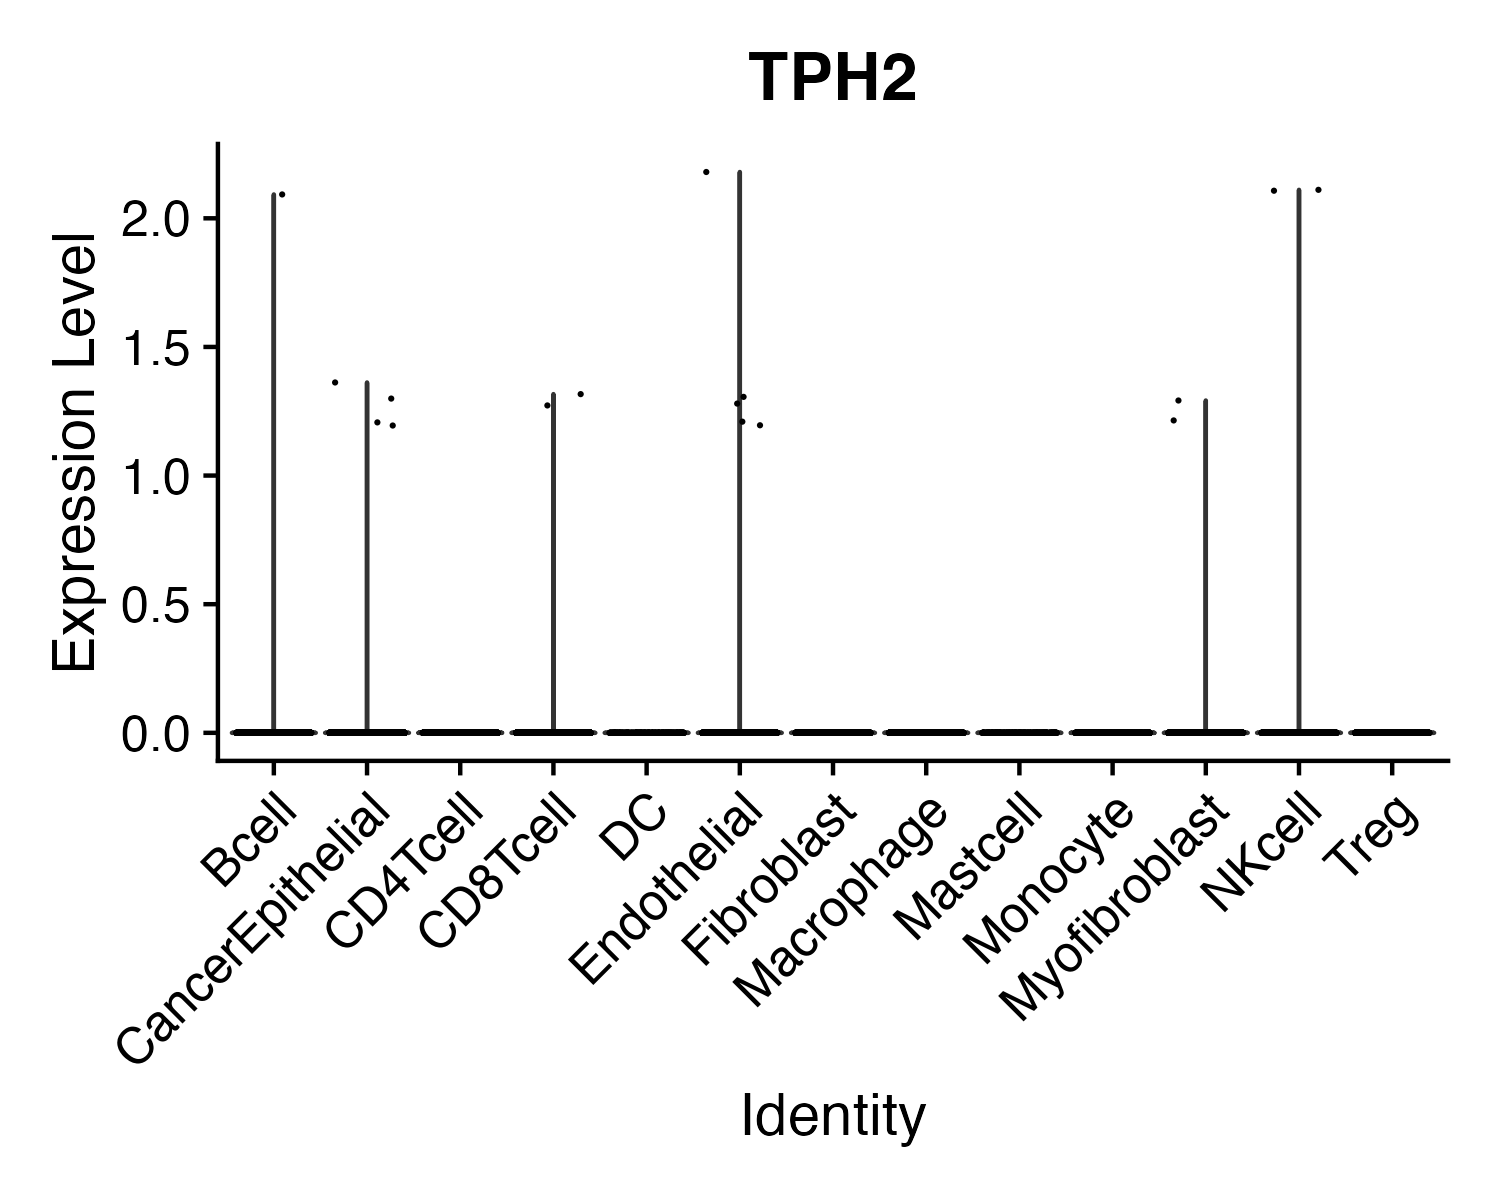 TPH2
Expression Level
2.0
1.5
1.0
0.5
0.0
Bcell
CancerEpithelial
CD4Tcell
CD8Tcell
DC
Endothelial
Fibroblast
Macrophage
Mastcell
Monocyte
Myofibroblast
NKcell
Treg
Identity